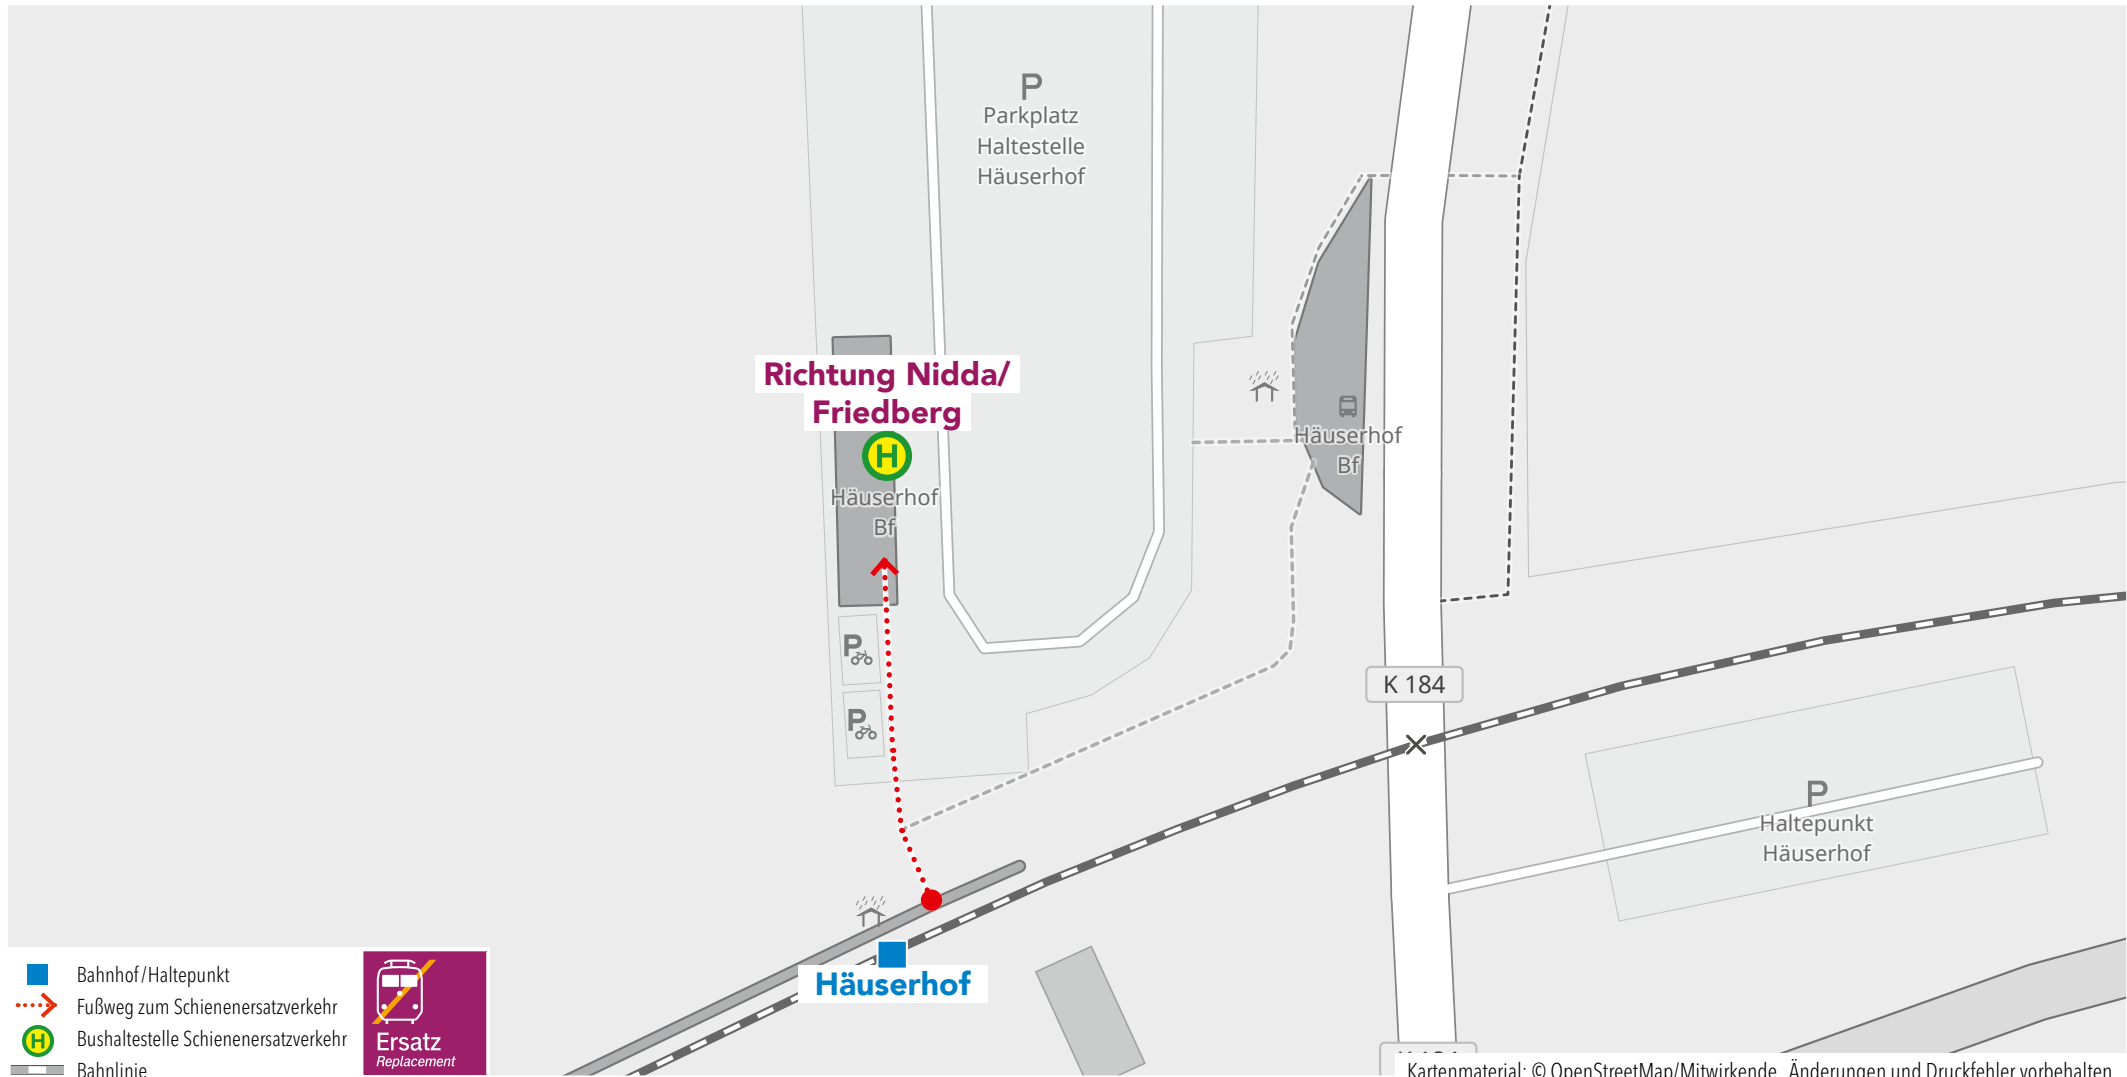 P
Parkplatz
Haltestelle
Häuserhof
Richtung Nidda/
Friedberg
H
Häuserhof
Bf
Häuserhof
Bf
P
P
K 184
P
Haltepunkt
Häuserhof
Häuserhof
Bahnhof/Haltepunkt
Fußweg zum Schienenersatzverkehr
H
Bushaltestelle Schienenersatzverkehr
Bahnlinie
Ersatz
Replacement
K 184
Kartenmaterial: © OpenStreetMap/Mitwirkende Änderungen und Druckfehler vorbehalten